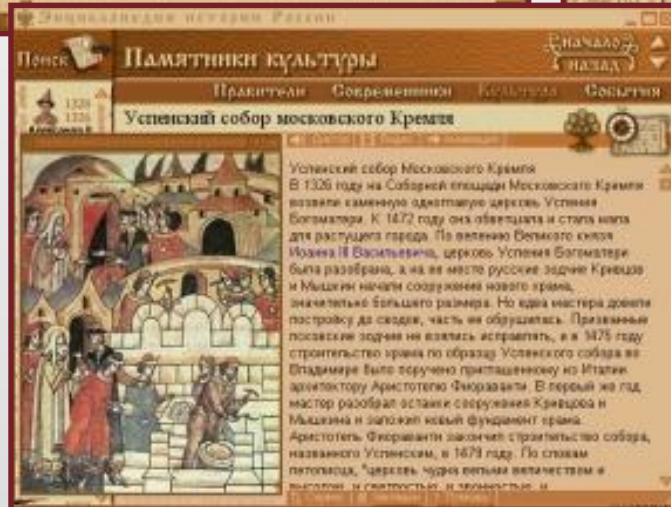 Энциклопедия истории России
Поиск
Памятники культуры
начало
назад
Правители Современники Культура События
1328
1326
Успенский собор московского Кремля
Успенский собор Московского Кремля
В 1326 году на Соборной площади Московского Кремля
возвели каменную одноглавую церковь Успения
Богоматери. К 1472 году она обветшала и стала мала
для растущего города. По велению Великого князя
Иоанна III Васильевича, церковь Успения Богоматери
была разобрана, а на ее месте русские зодчие Кривцов
и Мышкин начали сооружение нового храма,
значительно большего размера. Но едва мастера довели
постройку до сводов, часть ее обрушилась. Призванные
псковские зодчие не взялись исправлять, и в 1475 году
строительство храма по образцу Успенского собора во
Владимире было поручено приглашенному из Италии
архитектору Аристотелю Фиораванти. В первый же год
мастер разобрал остатки сооружения Кривцова и
Мышкина и заложил новый фундамент храма.
Аристотель Фиораванти закончил строительство собора,
названного Успенским, в 1479 году. По словам
летописца, "церковь чудна вельми величеством и
высотою, и светлостью, и звонностью, и